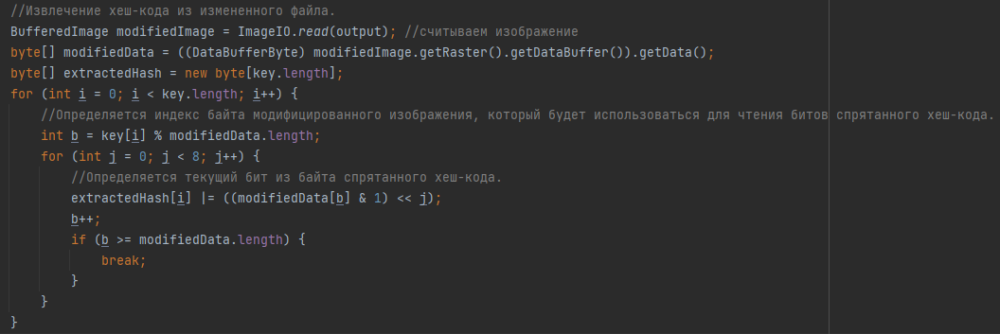 //Извлечение хеш-кода из измененного файла.
BufferedImage modifiedImage = ImageIO.read(output); //считываем изображение
byte[] modifiedData = ((DataBufferByte) modifiedImage.getRaster().getDataBuffer()).getData();
byte[] extractedHash = new byte[key.length];
for (int i = 0; i < key.length; i++) {
    //Определяется индекс байта модифицированного изображения, который будет использоваться для чтения битов спрятанного хеш-кода.
    int b = key[i] % modifiedData.length;
    for (int j = 0; j < 8; j++) {
        //Определяется текущий бит из байта спрятанного хеш-кода.
        extractedHash[i] |= ((modifiedData[b] & 1) << j);
        b++;
        if (b >= modifiedData.length) {
            break;
        }
    }
}